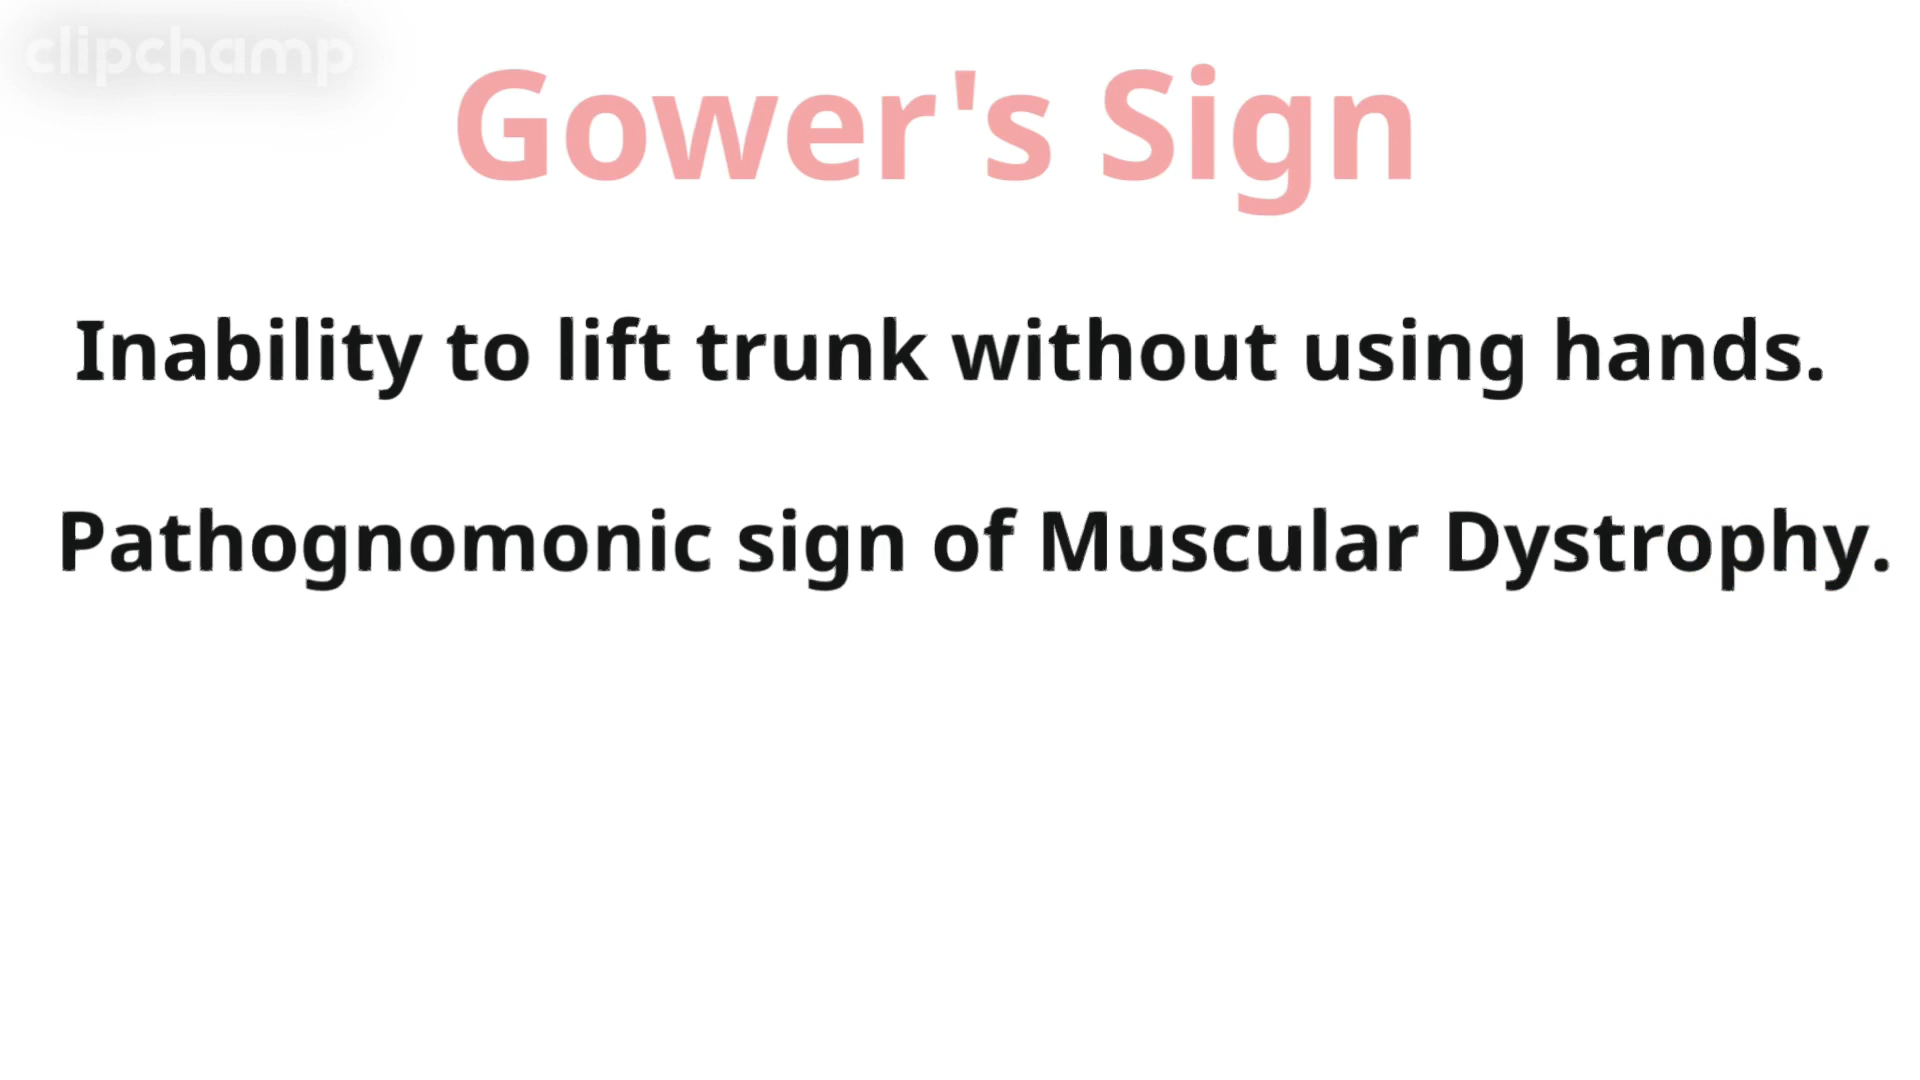 clipchamp
Gower's Sign
Inability to lift trunk without using hands.
Pathognomonic sign of Muscular Dystrophy.